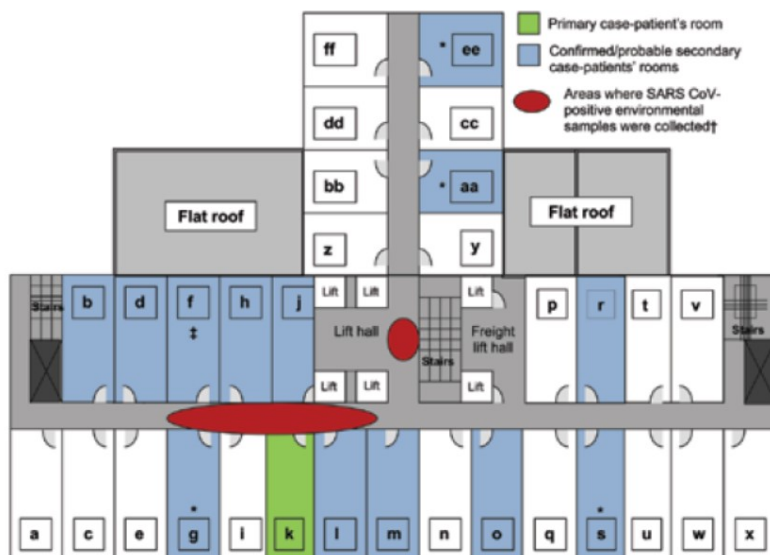 Primary case-patient's room
Confirmed/probable secondary
case-patients' rooms
Areas where SARS CoV-
positive environmental
samples were collected†
ff
* ee
dd
cc
bb
* aa
Flat roof
Flat roof
z
y
Lift Lift
Lift
b d f h j
p r t v
Stairs
‡
Lift hall
Freight
lift hall
Stairs
Stairs
Lift Lift
Lift
* *
a c e g i k l m n o q s u w x